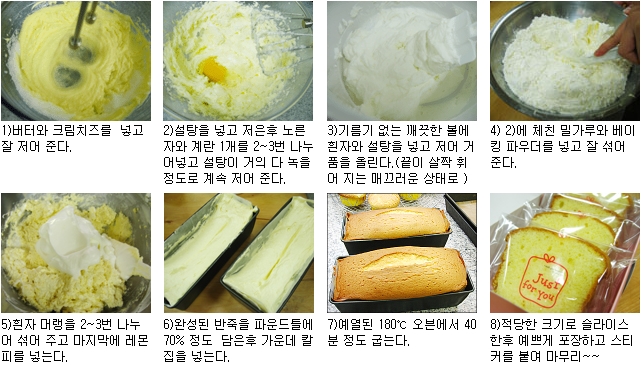 1)버터와 크림치즈를 넣고
잘 저어 준다.
2)설탕을 넣고 저은후 노른
자와 계란 1개를 2~3번 나누
어넣고 설탕이 거의 다 녹을
정도로 계속 저어 준다.
3)기름기 없는 깨끗한 볼에
흰자와 설탕을 넣고 저어 거
품을 올린다.(끝이 살짝 휘
어 지는 매끄러운 상태로 )
4) 2)에 체친 밀가루와 베이
킹 파우더를 넣고 잘 섞어
준다.
5)흰자 머랭을 2~3번 나누
어 섞어 주고 마지막에 레몬
피를 넣는다.
6)완성된 반죽을 파운드틀에
70% 정도 담은후 가운데 칼
집을 넣는다.
7)예열된 180℃ 오븐에서 40
분 정도 굽는다.
Just
for you!
8)적당한 크기로 슬라이스
한후 예쁘게 포장하고 스티
커를 붙여 마무리~~